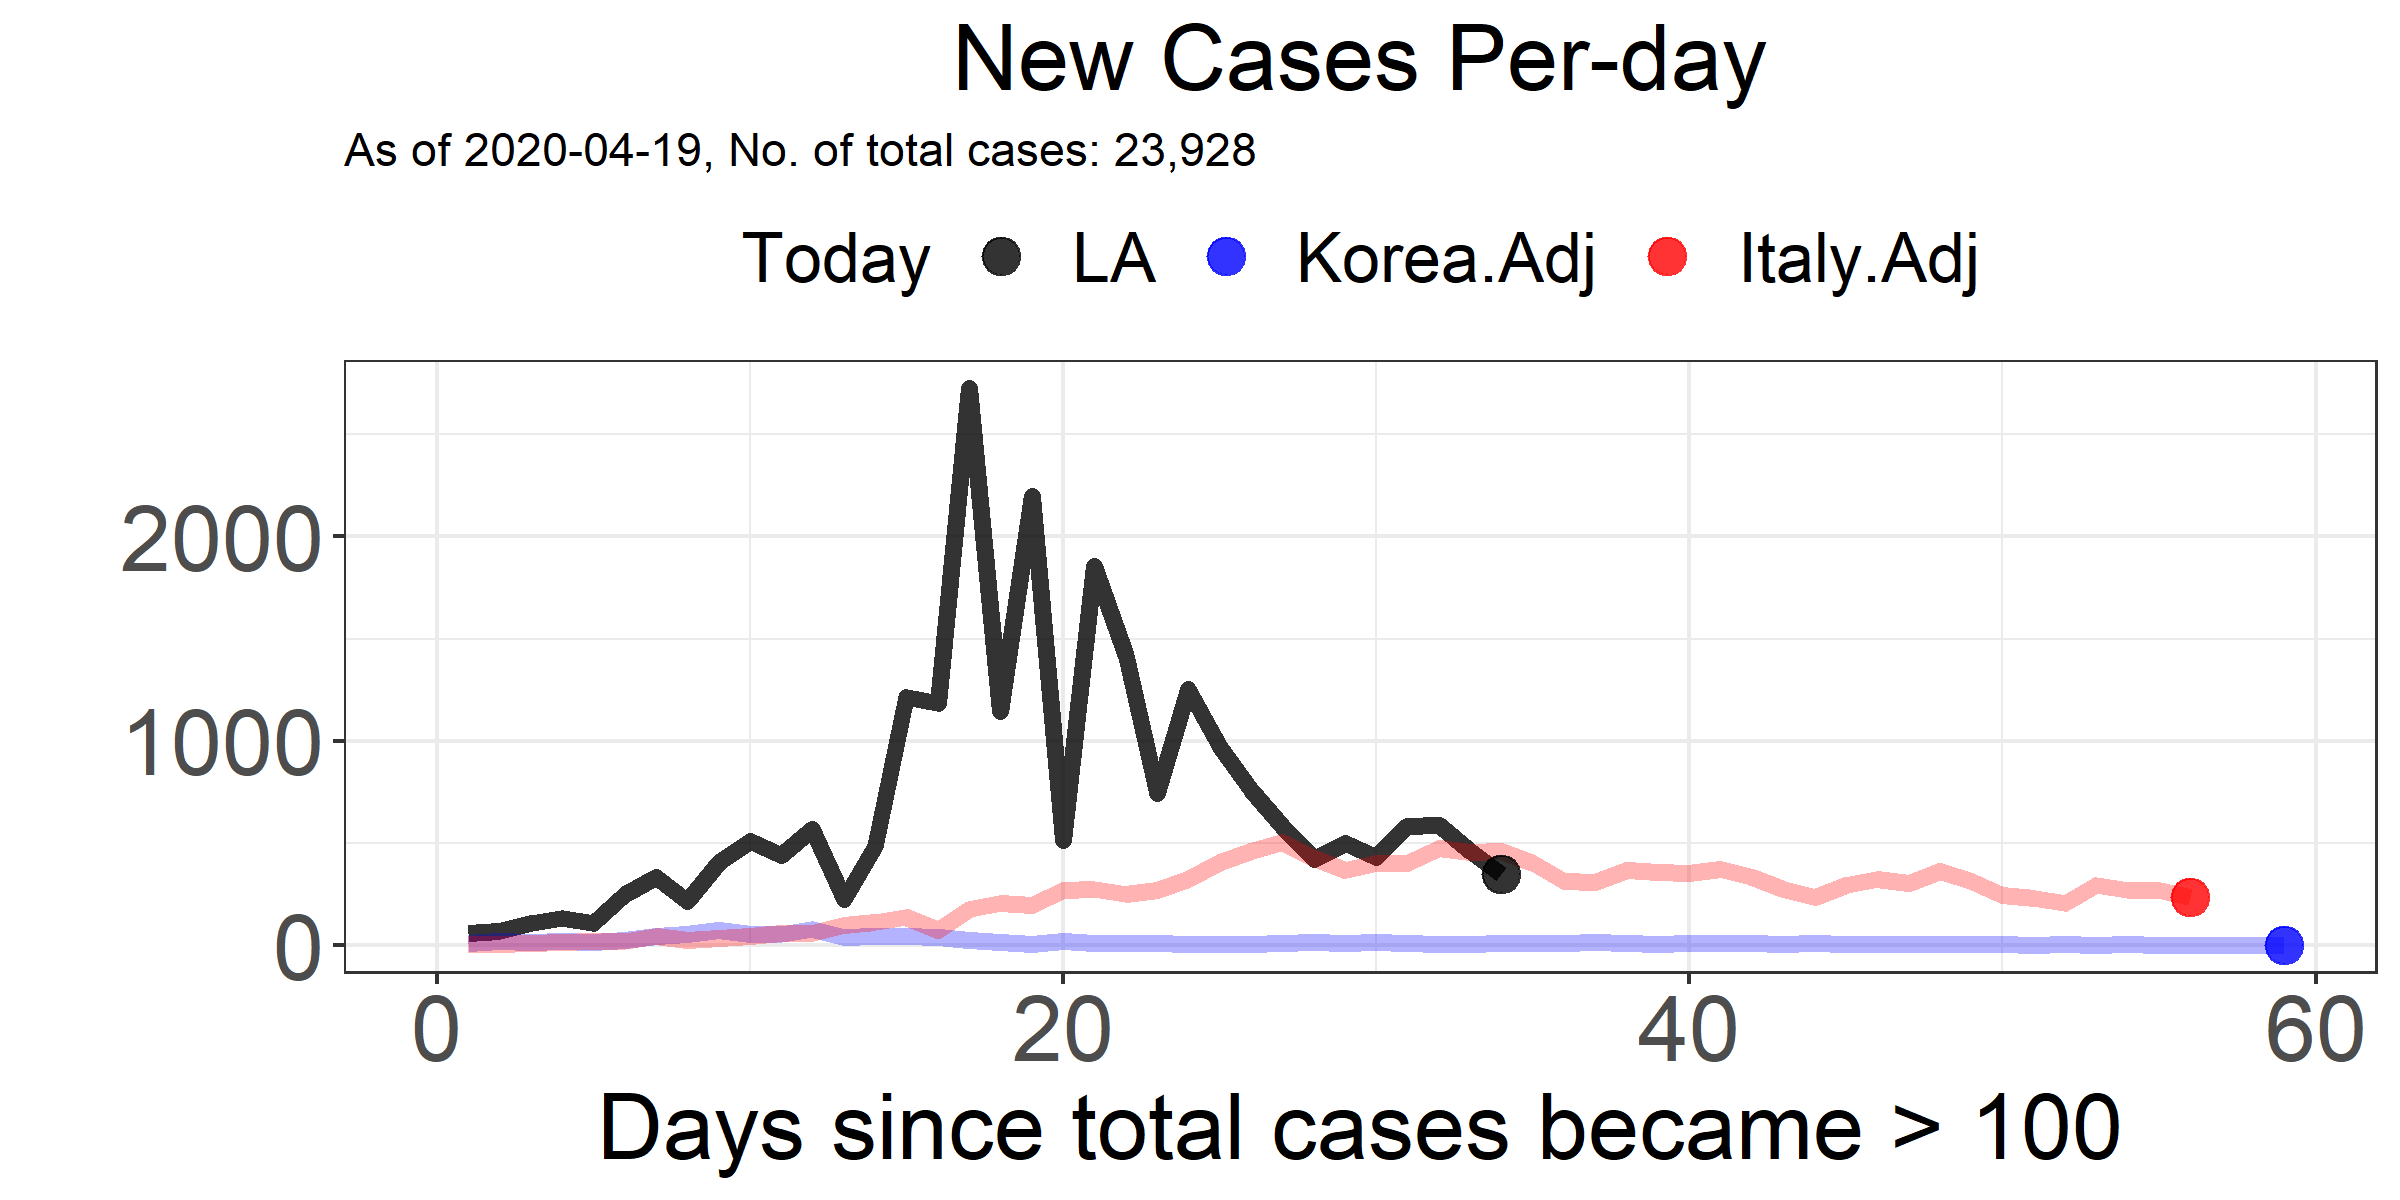 New Cases Per-day
As of 2020-04-19, No. of total cases: 23,928
Today LA Korea.Adj Italy.Adj
2000
1000
0
0 20 40 60
Days since total cases became > 100